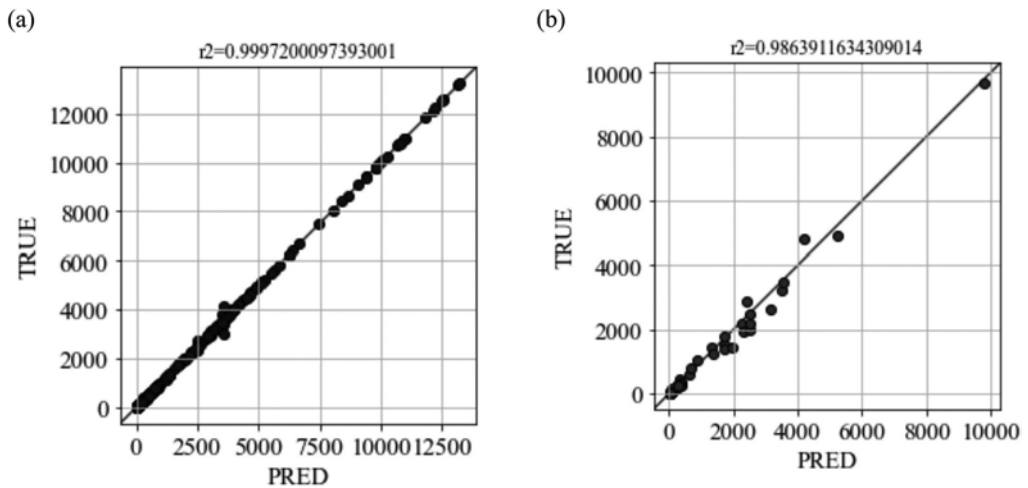 (a)
r2=0.9997200097393001
TRUE
12000
10000
8000
6000
4000
2000
0
0 2500 5000 7500 10000 12500
PRED
(b)
r2=0.9863911634309014
TRUE
10000
8000
6000
4000
2000
0
0 2000 4000 6000 8000 10000
PRED